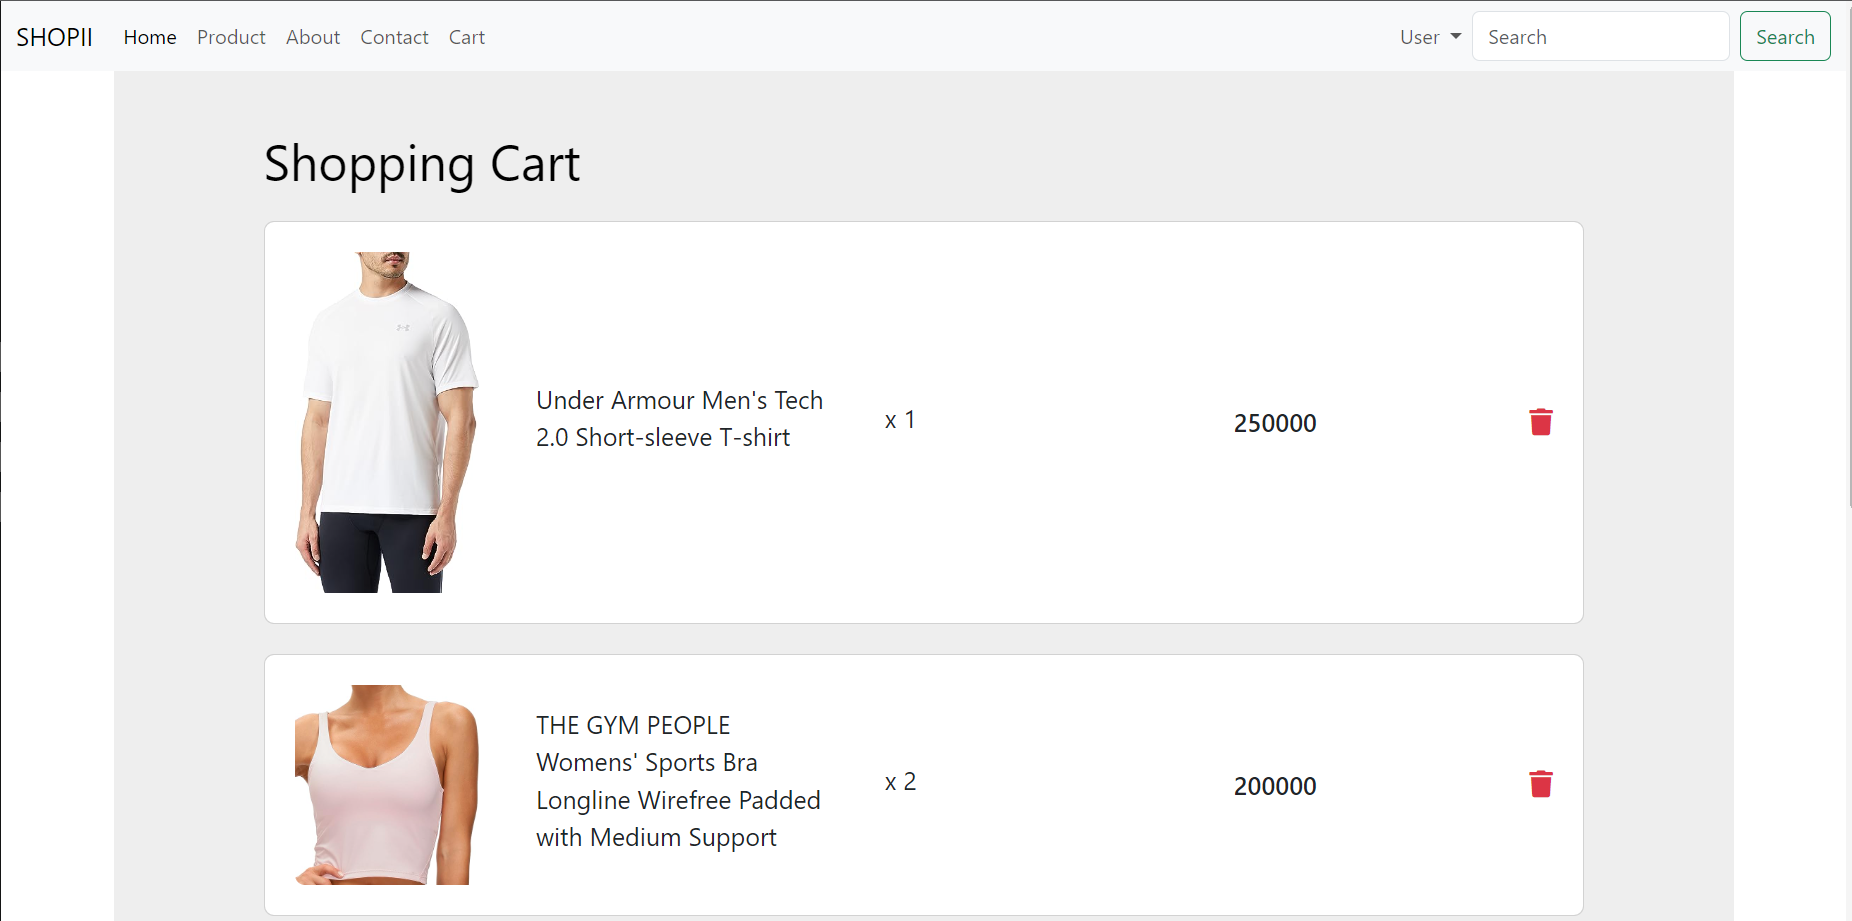 SHOPII Home Product About Contact Cart User Search Search
Shopping Cart
Under Armour Men's Tech
2.0 Short-sleeve T-shirt
x 1
250000
THE GYM PEOPLE
Womens' Sports Bra
Longline Wirefree Padded
with Medium Support
x 2
200000